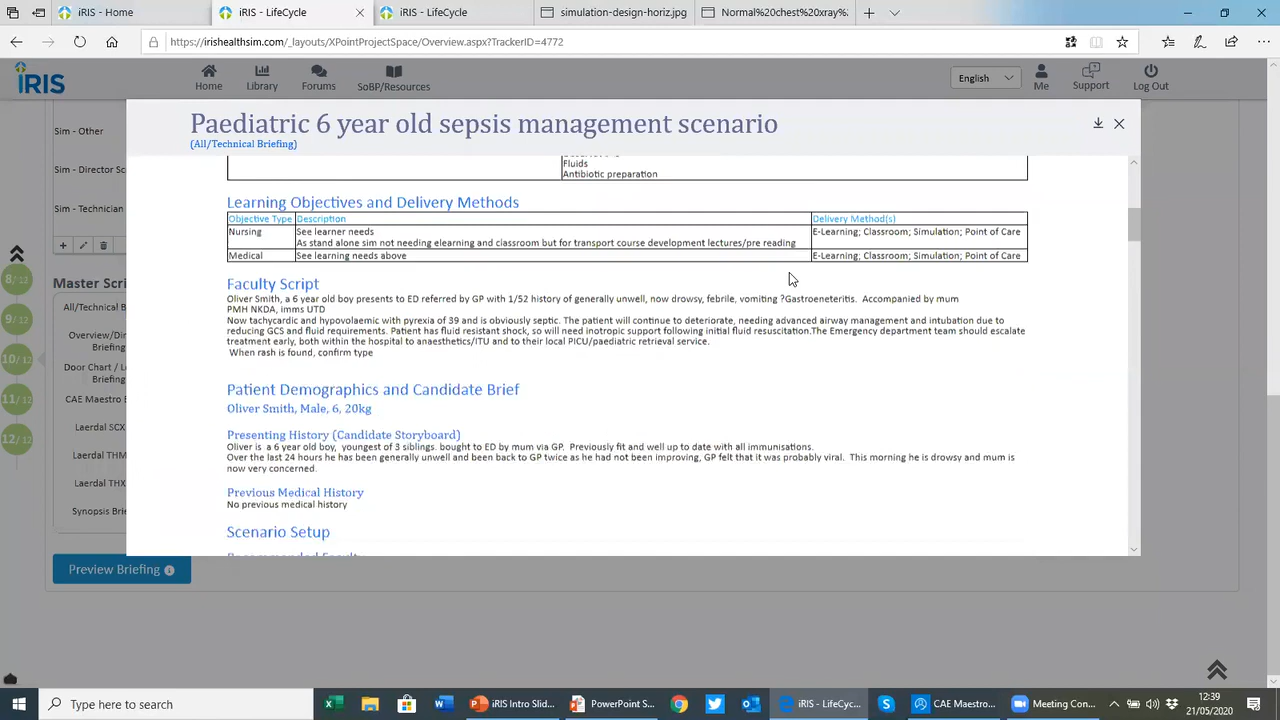 iRIS - Home
iRIS - LifeCycle
iRIS - LifeCycle
simulation-design-horiz.jpg
Normal%20chest%20xray%
https://irishealthsim.com/_layouts/XPointProjectSpace/Overview.aspx?TrackerID=4772
iRIS
Home
Library
Forums
SoBP/Resources
English
Me
Support
Log Out
Paediatric 6 year old sepsis management scenario
(All/Technical Briefing)
Fluids
Antibiotic preparation
Learning Objectives and Delivery Methods
Objective Type Description Delivery Method(s)
Nursing See learner needs E-Learning; Classroom; Simulation; Point of Care
As stand alone sim not needing elearning and classroom but for transport course development lectures/pre reading
Medical See learning needs above E-Learning; Classroom; Simulation; Point of Care
Faculty Script
Oliver Smith, a 6 year old boy presents to ED referred by GP with 1/52 history of generally unwell, now drowsy, febrile, vomiting ?Gastroeneteritis. Accompanied by mum
PMH NKDA, imms UTD
Now tachycardic and hypovolaemic with pyrexia of 39 and is obviously septic. The patient will continue to deteriorate, needing advanced airway management and intubation due to
reducing GCS and fluid requirements. Patient has fluid resistant shock, so will need inotropic support following initial fluid resuscitation.The Emergency department team should escalate
treatment early, both within the hospital to anaesthetics/ITU and to their local PICU/paediatric retrieval service.
When rash is found, confirm type
Patient Demographics and Candidate Brief
Oliver Smith, Male, 6, 20kg
Presenting History (Candidate Storyboard)
Oliver is a 6 year old boy, youngest of 3 siblings. bought to ED by mum via GP. Previously fit and well up to date with all immunisations.
Over the last 24 hours he has been generally unwell and been back to GP twice as he had not been improving, GP felt that it was probably viral. This morning he is drowsy and mum is
now very concerned.
Previous Medical History
No previous medical history
Scenario Setup
Recommended Faculty
Sim - Other
Sim - Director Sc
Sim - Technician
Master Scri
All/Technical B
Overview/Di
Briefing
Door Chart / L
Briefing
CAE Maestro E
Laerdal SCX
Laerdal THM
Laerdal THX
Synopsis Brie
8/12
9/12
10/12
11/12
12/12
Preview Briefing
Type here to search
iRIS Intro Slid...
PowerPoint S...
iRIS - LifeCyc...
CAE Maestro...
Meeting Con...
12:39
21/05/2020